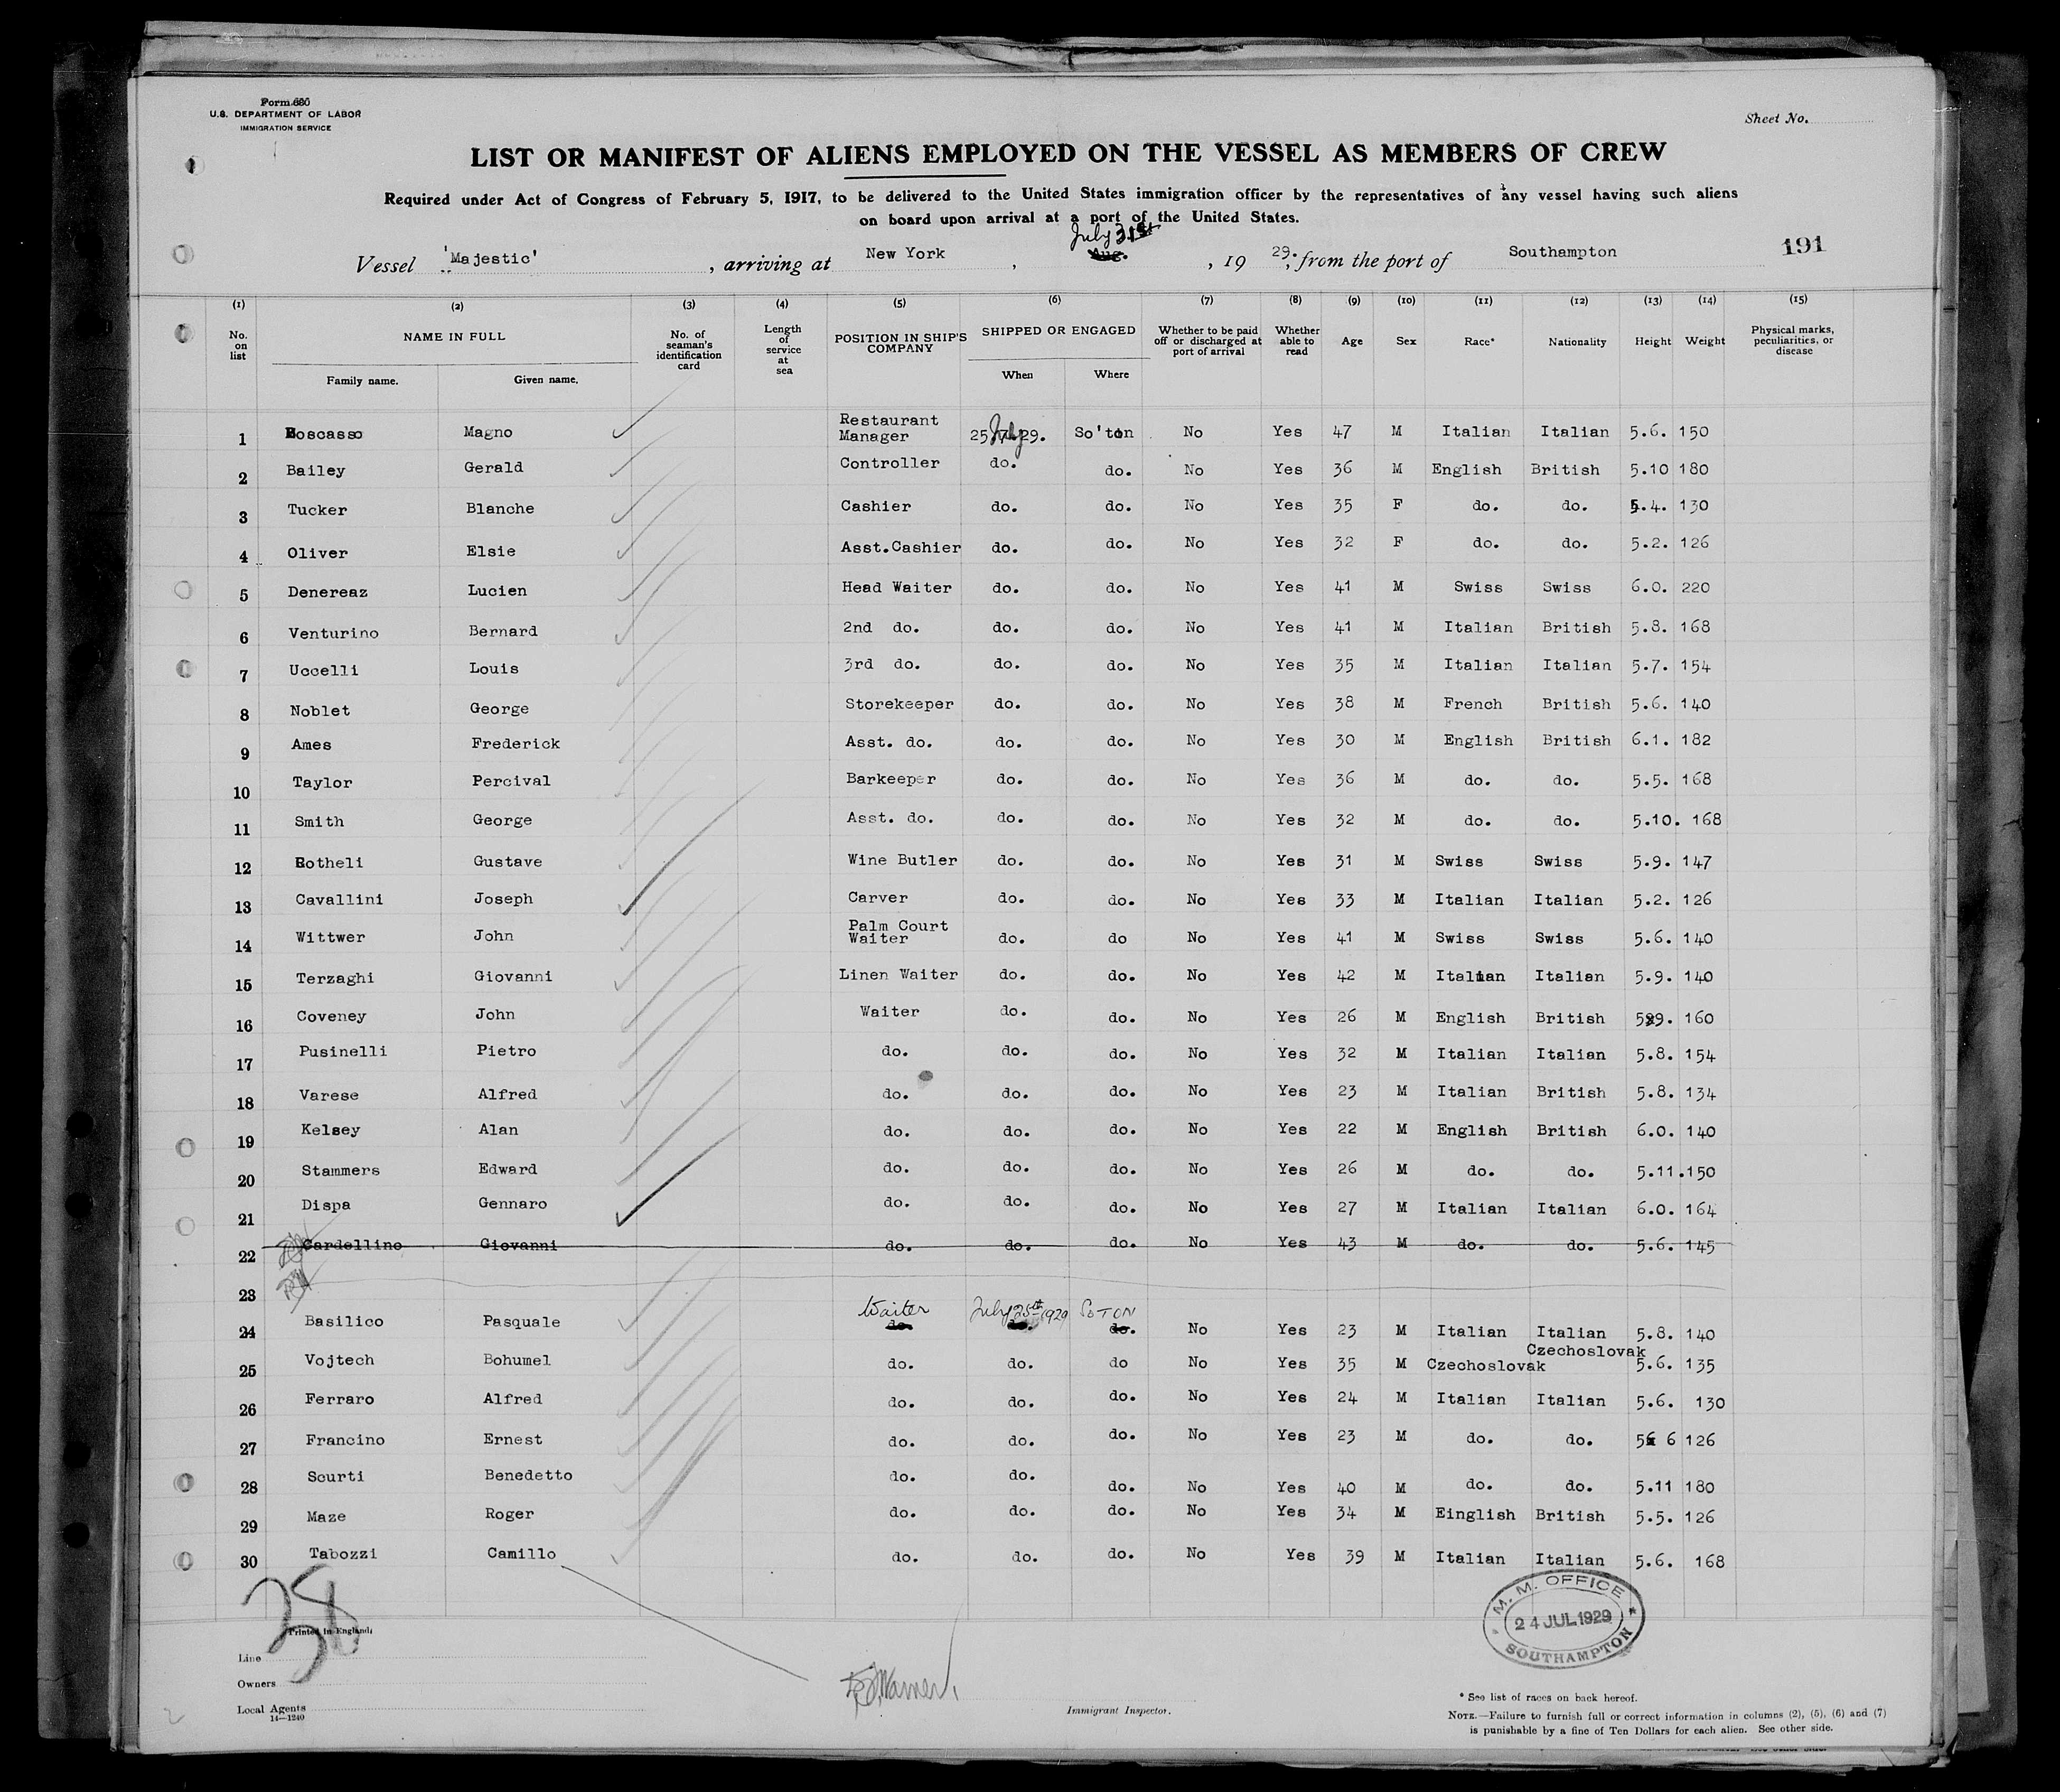 Form 680
U.S. DEPARTMENT OF LABOR
IMMIGRATION SERVICE
Sheet No.
LIST OR MANIFEST OF ALIENS EMPLOYED ON THE VESSEL AS MEMBERS OF CREW
Required under Act of Congress of February 5, 1917, to be delivered to the United States immigration officer by the representatives of any vessel having such aliens
on board upon arrival at a port of the United States.
Vessel 'Majestic', arriving at New York, July 31st Aug., 1929, from the port of Southampton 191
(1) (2) (3) (4) (5) (6) (7) (8) (9) (10) (11) (12) (13) (14) (15)
No. on list NAME IN FULL Family name. Given name. No. of seaman's identification card Length of service at sea POSITION IN SHIP'S COMPANY SHIPPED OR ENGAGED When Where Whether to be paid off or discharged at port of arrival Whether able to read Age Sex Race* Nationality Height Weight Physical marks, peculiarities, or disease
1 Boscasso Magno Restaurant Manager 25 July 29. So'ton No Yes 47 M Italian Italian 5.6. 150
2 Bailey Gerald Controller do. do. No Yes 36 M English British 5.10 180
3 Tucker Blanche Cashier do. do. No Yes 35 F do. do. 5.4. 130
4 Oliver Elsie Asst.Cashier do. do. No Yes 32 F do. do. 5.2. 126
5 Denereaz Lucien Head Waiter do. do. No Yes 41 M Swiss Swiss 6.0. 220
6 Venturino Bernard 2nd do. do. do. No Yes 41 M Italian British 5.8. 168
7 Uccelli Louis 3rd do. do. do. No Yes 35 M Italian Italian 5.7. 154
8 Noblet George Storekeeper do. do. No Yes 38 M French British 5.6. 140
9 Ames Frederick Asst. do. do. do. No Yes 30 M English British 6.1. 182
10 Taylor Percival Barkeeper do. do. No Yes 36 M do. do. 5.5. 168
11 Smith George Asst. do. do. do. No Yes 32 M do. do. 5.10. 168
12 Rotheli Gustave Wine Butler do. do. No Yes 31 M Swiss Swiss 5.9. 147
13 Cavallini Joseph Carver do. do. No Yes 33 M Italian Italian 5.2. 126
14 Wittwer John Palm Court Waiter do. do No Yes 41 M Swiss Swiss 5.6. 140
15 Terzaghi Giovanni Linen Waiter do. do. No Yes 42 M Italian Italian 5.9. 140
16 Coveney John Waiter do. do. No Yes 26 M English British 5 9. 160
17 Pusinelli Pietro do. do. do. No Yes 32 M Italian Italian 5.8. 154
18 Varese Alfred do. do. do. No Yes 23 M Italian British 5.8. 134
19 Kelsey Alan do. do. do. No Yes 22 M English British 6.0. 140
20 Stammers Edward do. do. do. No Yes 26 M do. do. 5.11. 150
21 Dispa Gennaro do. do. do. No Yes 27 M Italian Italian 6.0. 164
22 Cardellino Giovanni do. do. do. No Yes 43 M do. do. 5.6. 145
23
24 Basilico Pasquale Waiter do. July 25th 1929 do. So TON do. No Yes 23 M Italian Italian 5.8. 140
25 Vojtech Bohumel do. do. do No Yes 35 M Czechoslovak Czechoslovak 5.6. 135
26 Ferraro Alfred do. do. do. No Yes 24 M Italian Italian 5.6. 130
27 Francino Ernest do. do. do. No Yes 23 M do. do. 5 6 126
28 Scurti Benedetto do. do. do. No Yes 40 M do. do. 5.11 180
29 Maze Roger do. do. do. No Yes 34 M Einglish British 5.5. 126
30 Tabozzi Camillo do. do. do. No Yes 39 M Italian Italian 5.6. 168
38
Printed in England.
Line
Owners
Local Agents
14—1240
Immigrant Inspector.
M. M. OFFICE
24 JUL 1929
SOUTHAMPTON
* See list of races on back hereof.
NOTE.—Failure to furnish full or correct information in columns (2), (5), (6) and (7)
is punishable by a fine of Ten Dollars for each alien. See other side.
2